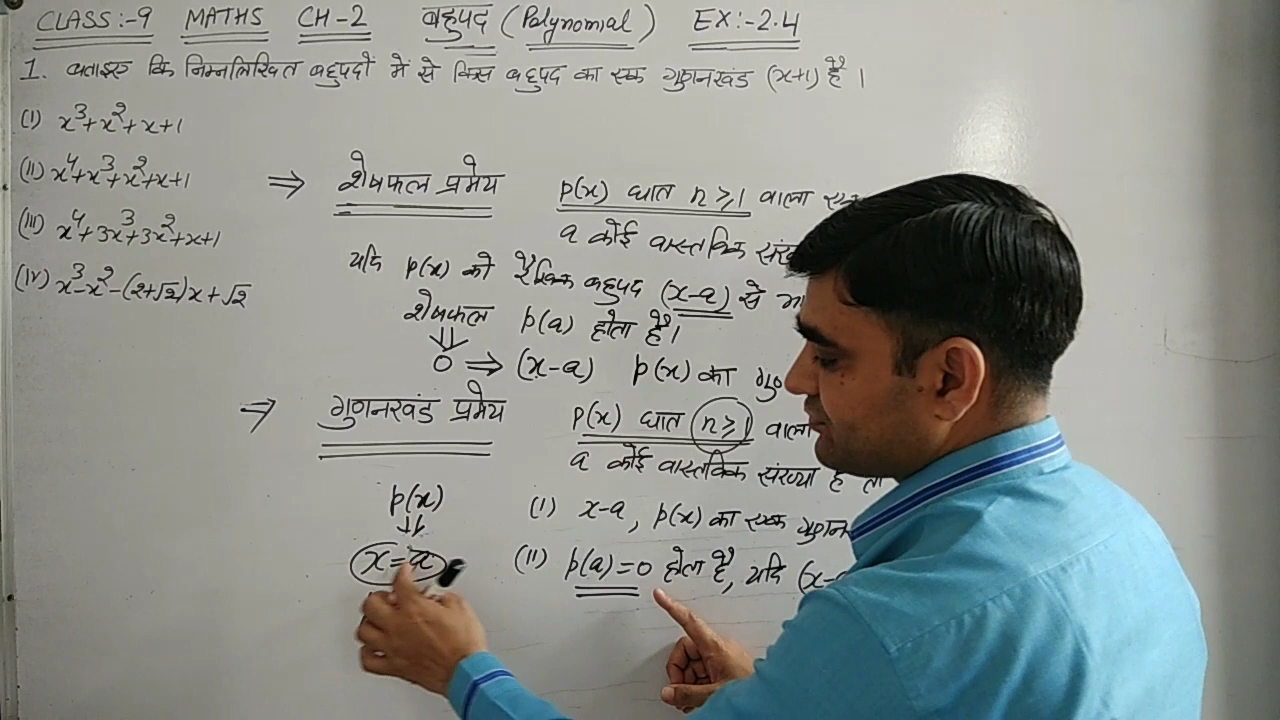 CLASS:-9 MATHS CH-2 बहुपद (Polynomial) EX:-2.4
1. बताइए कि निम्नलिखित बहुपदों में से किस बहुपद का एक गुणनखंड (x+1) है।
(I) x³+x²+x+1
(II) x⁴+x³+x²+x+1
(III) x⁴+3x³+3x²+x+1
(IV) x³-x²-(2+√2)x+√2
⇒ शेषफल प्रमेय
p(x) घात n≥1 वाला
a कोई वास्तविक
यदि p(x) को रैखिक बहुपद (x-a) से
शेषफल p(a) होता है।
⇓
0 ⇒ (x-a) p(x) का
⇒ गुणनखंड प्रमेय
p(x) घात n≥1 वाला
a कोई वास्तविक संख्या है
(I) x-a, p(x) का एक
(II) p(a)=0 होता है, यदि
p(x)
⇓
x=a